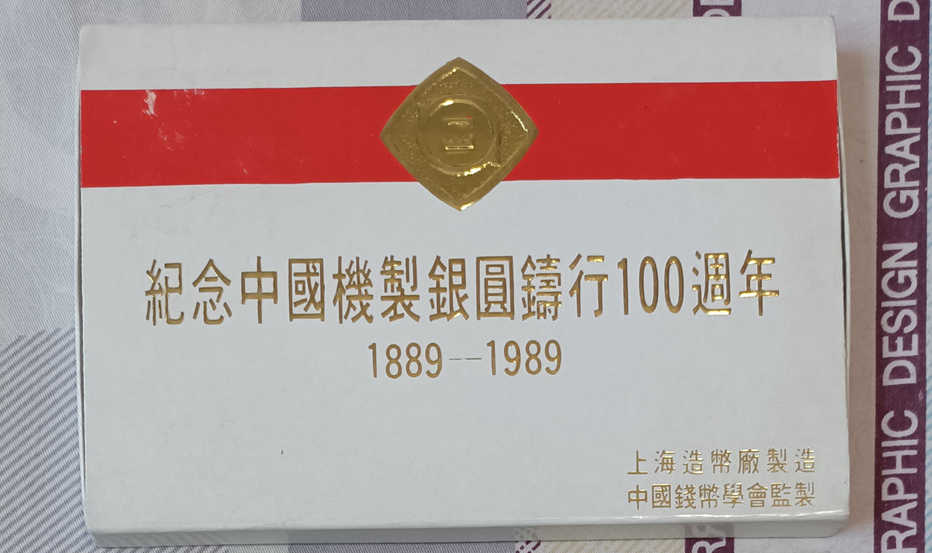 紀念中國機製銀圓鑄行100週年
1889--1989
上海造幣廠製造
中國錢幣學會監製
GRAPHIC DESIGN GRAPHIC D